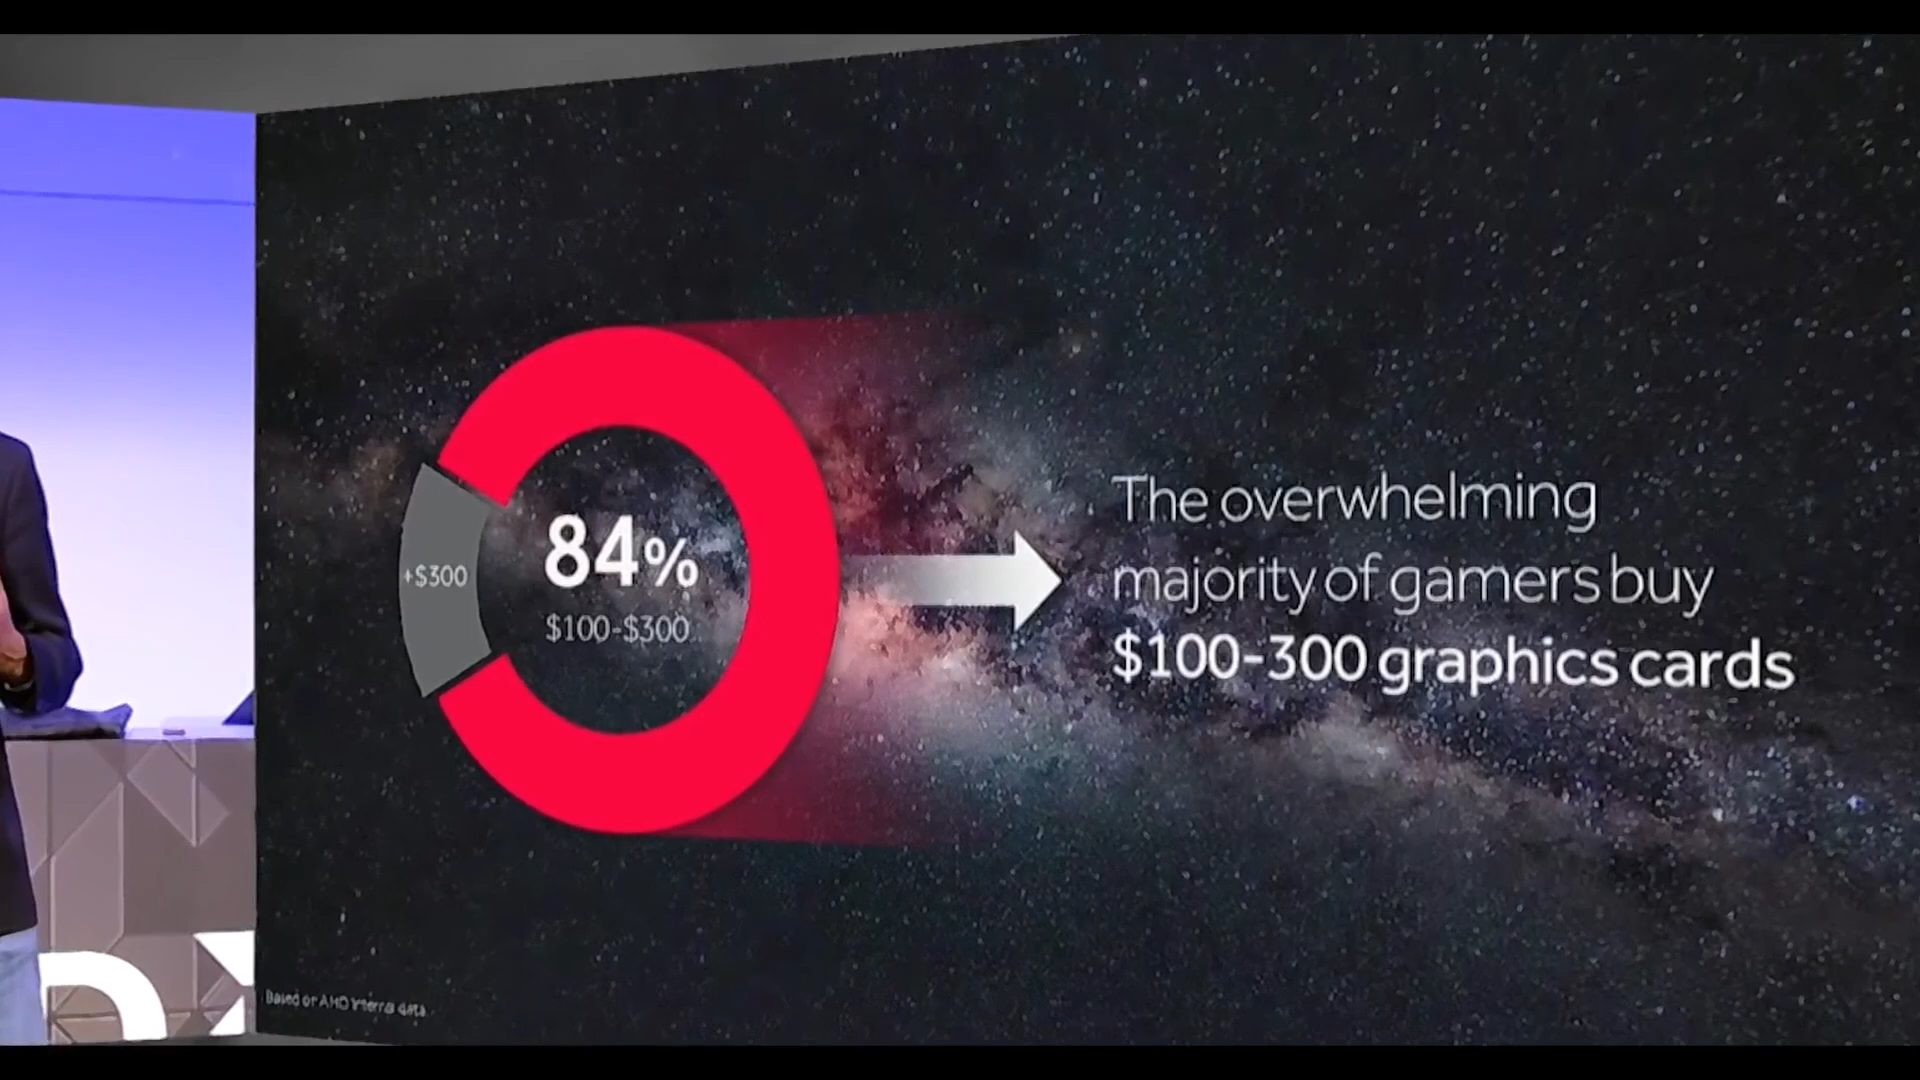 +$300
84%
$100-$300
The overwhelming
majority of gamers buy
$100-300 graphics cards
Based on AMD internal data